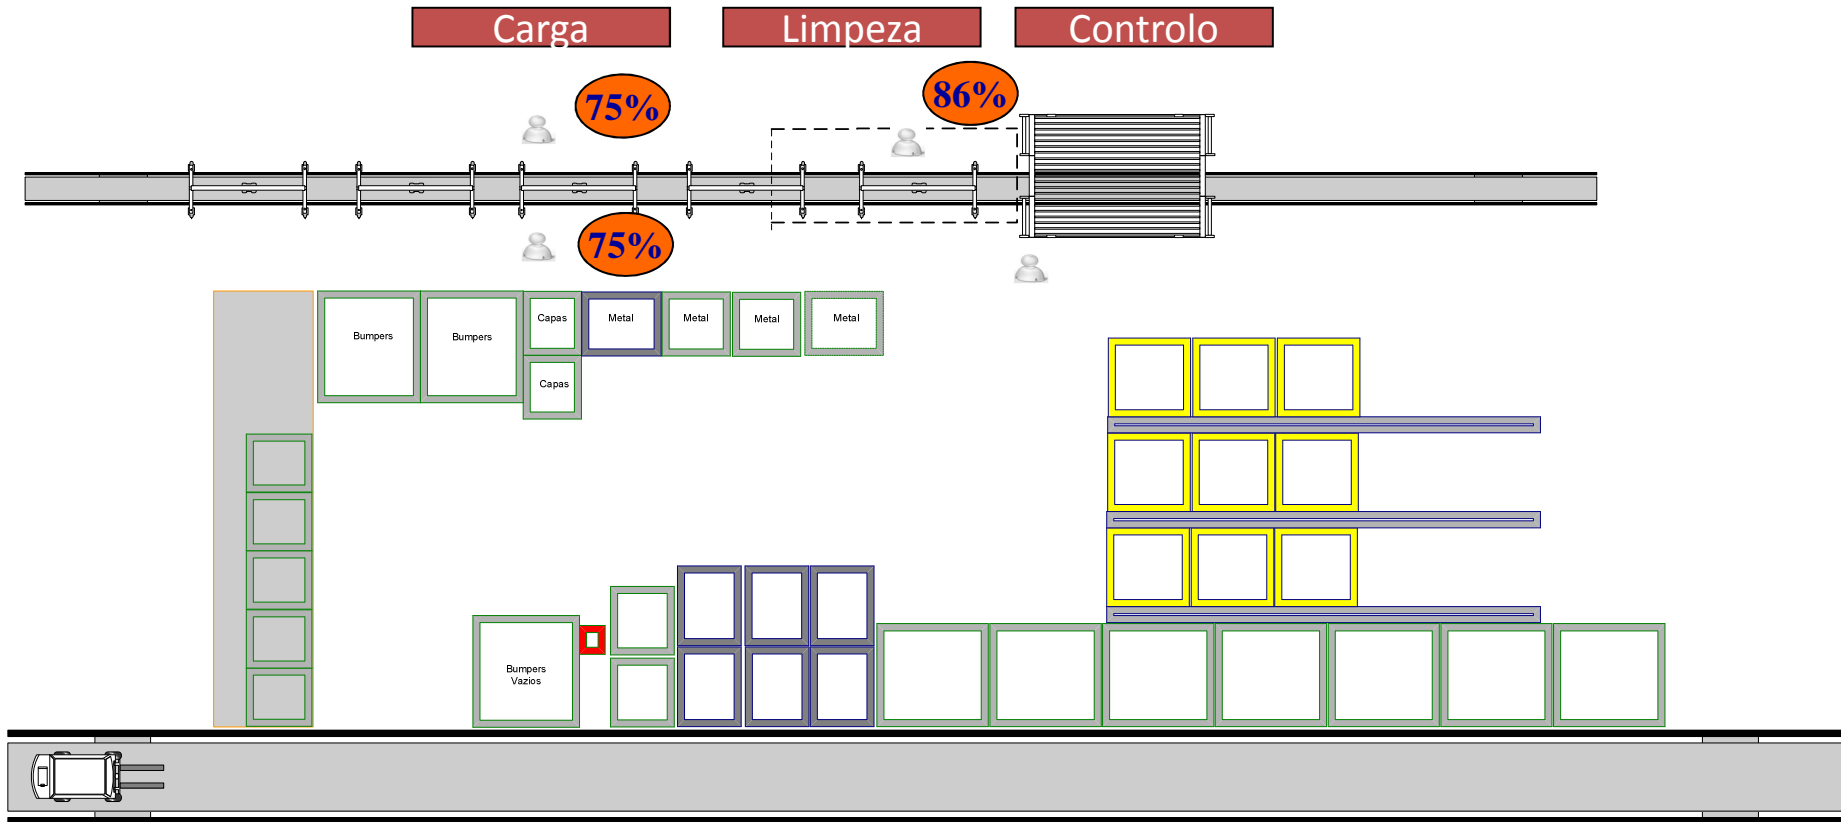 Carga
Limpeza
Controlo
75%
86%
75%
Bumpers
Bumpers
Capas
Metal
Metal
Metal
Metal
Capas
Bumpers
Vazios